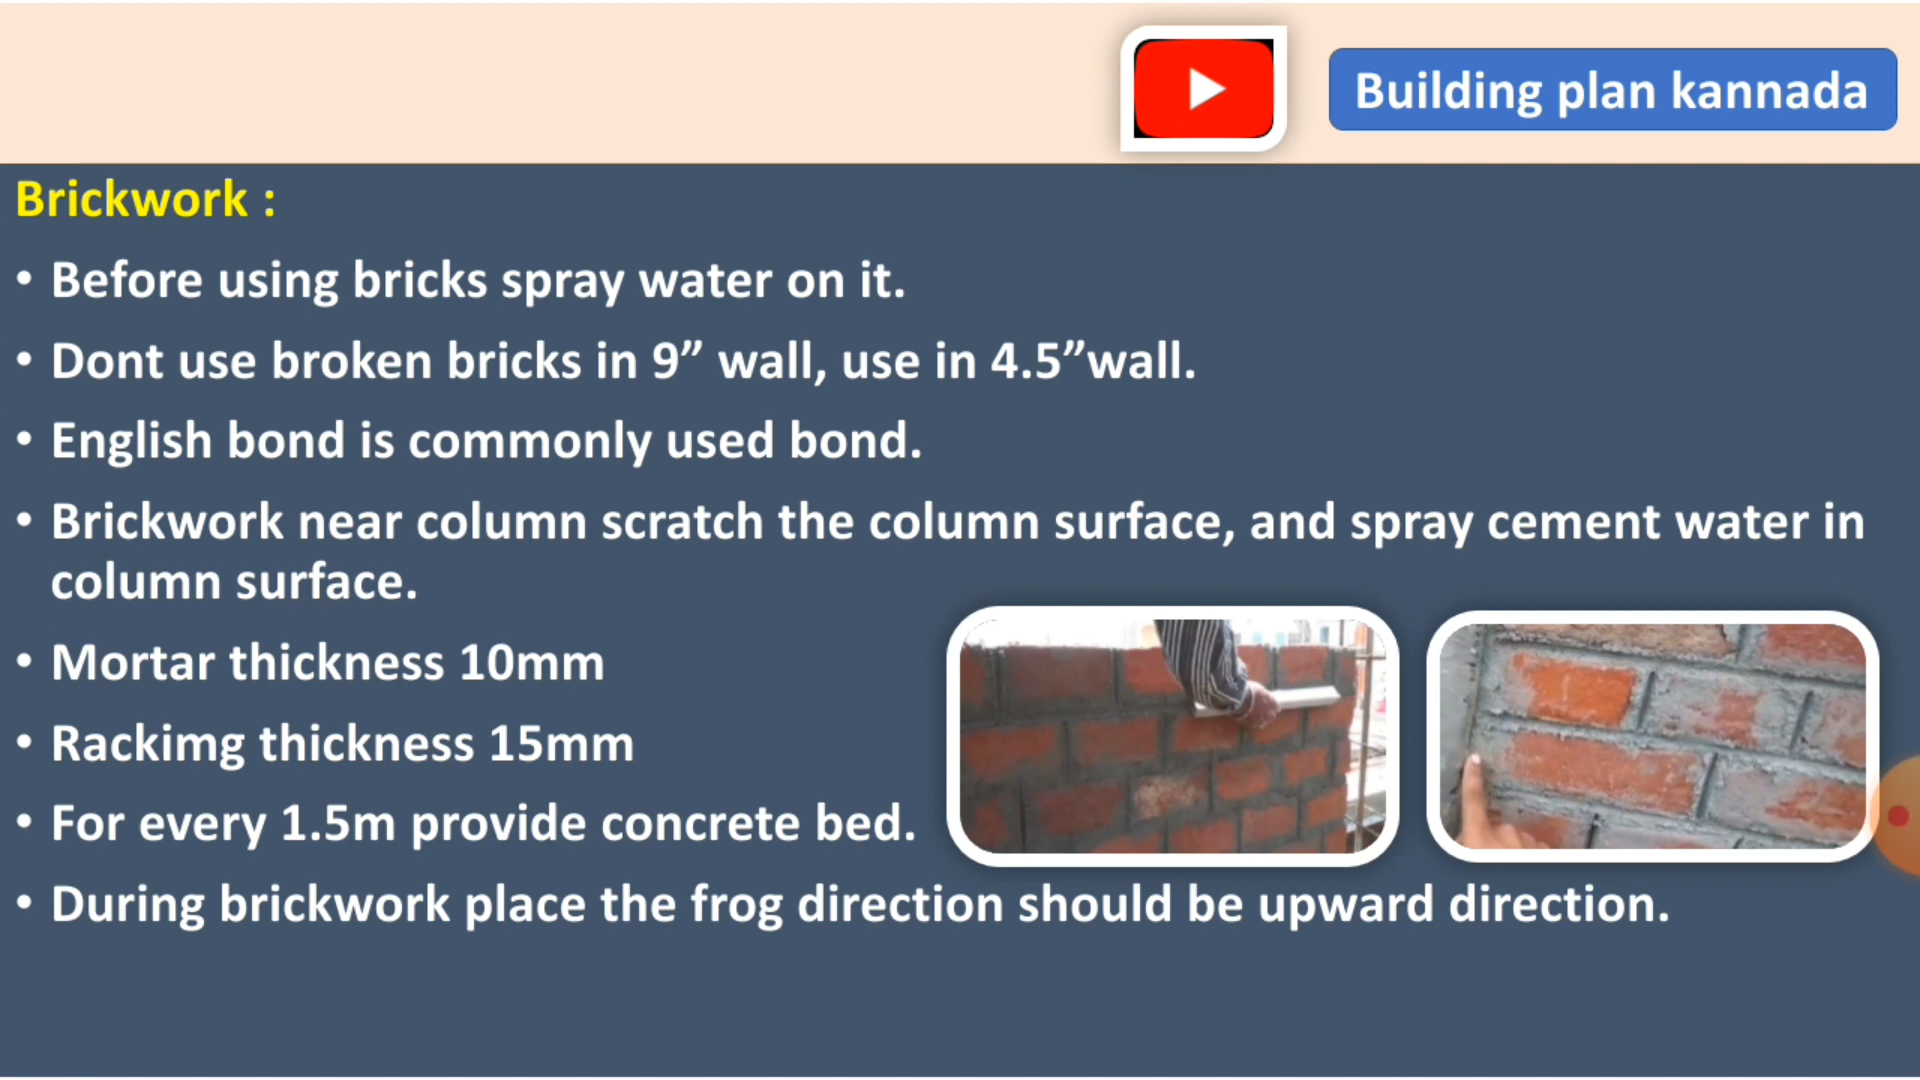 Building plan kannada
Brickwork :
• Before using bricks spray water on it.
• Dont use broken bricks in 9” wall, use in 4.5”wall.
• English bond is commonly used bond.
• Brickwork near column scratch the column surface, and spray cement water in
column surface.
• Mortar thickness 10mm
• Rackimg thickness 15mm
• For every 1.5m provide concrete bed.
• During brickwork place the frog direction should be upward direction.